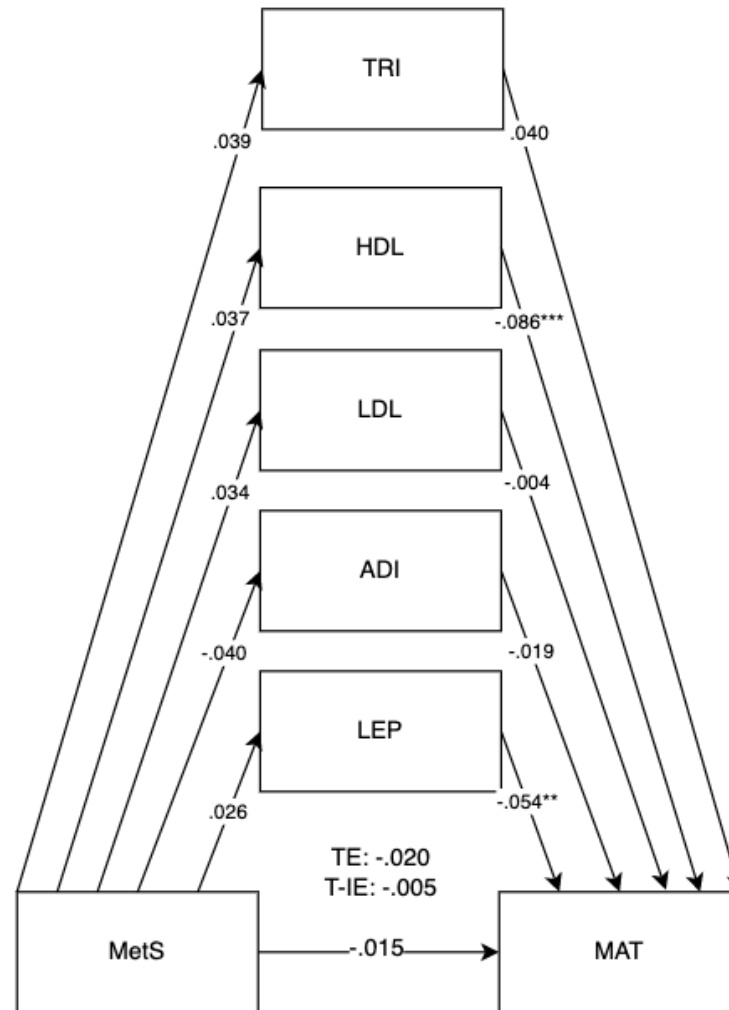 TRI
.039
.040
HDL
.037
-.086***
LDL
.034
-.004
ADI
-.040
-.019
LEP
.026
-.054**
TE: -.020
T-IE: -.005
MetS
-.015
MAT